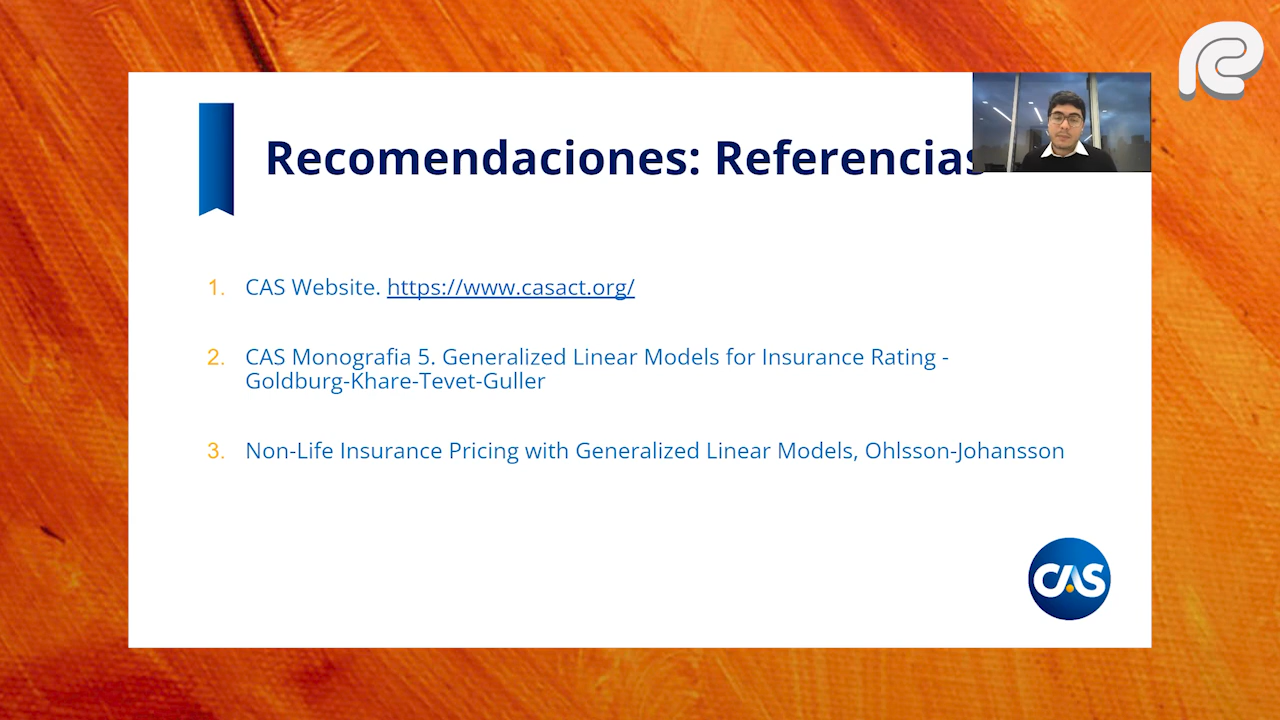 Recomendaciones: Referencias
1. CAS Website. https://www.casact.org/
2. CAS Monografia 5. Generalized Linear Models for Insurance Rating -
Goldburg-Khare-Tevet-Guller
3. Non-Life Insurance Pricing with Generalized Linear Models, Ohlsson-Johansson
CAS